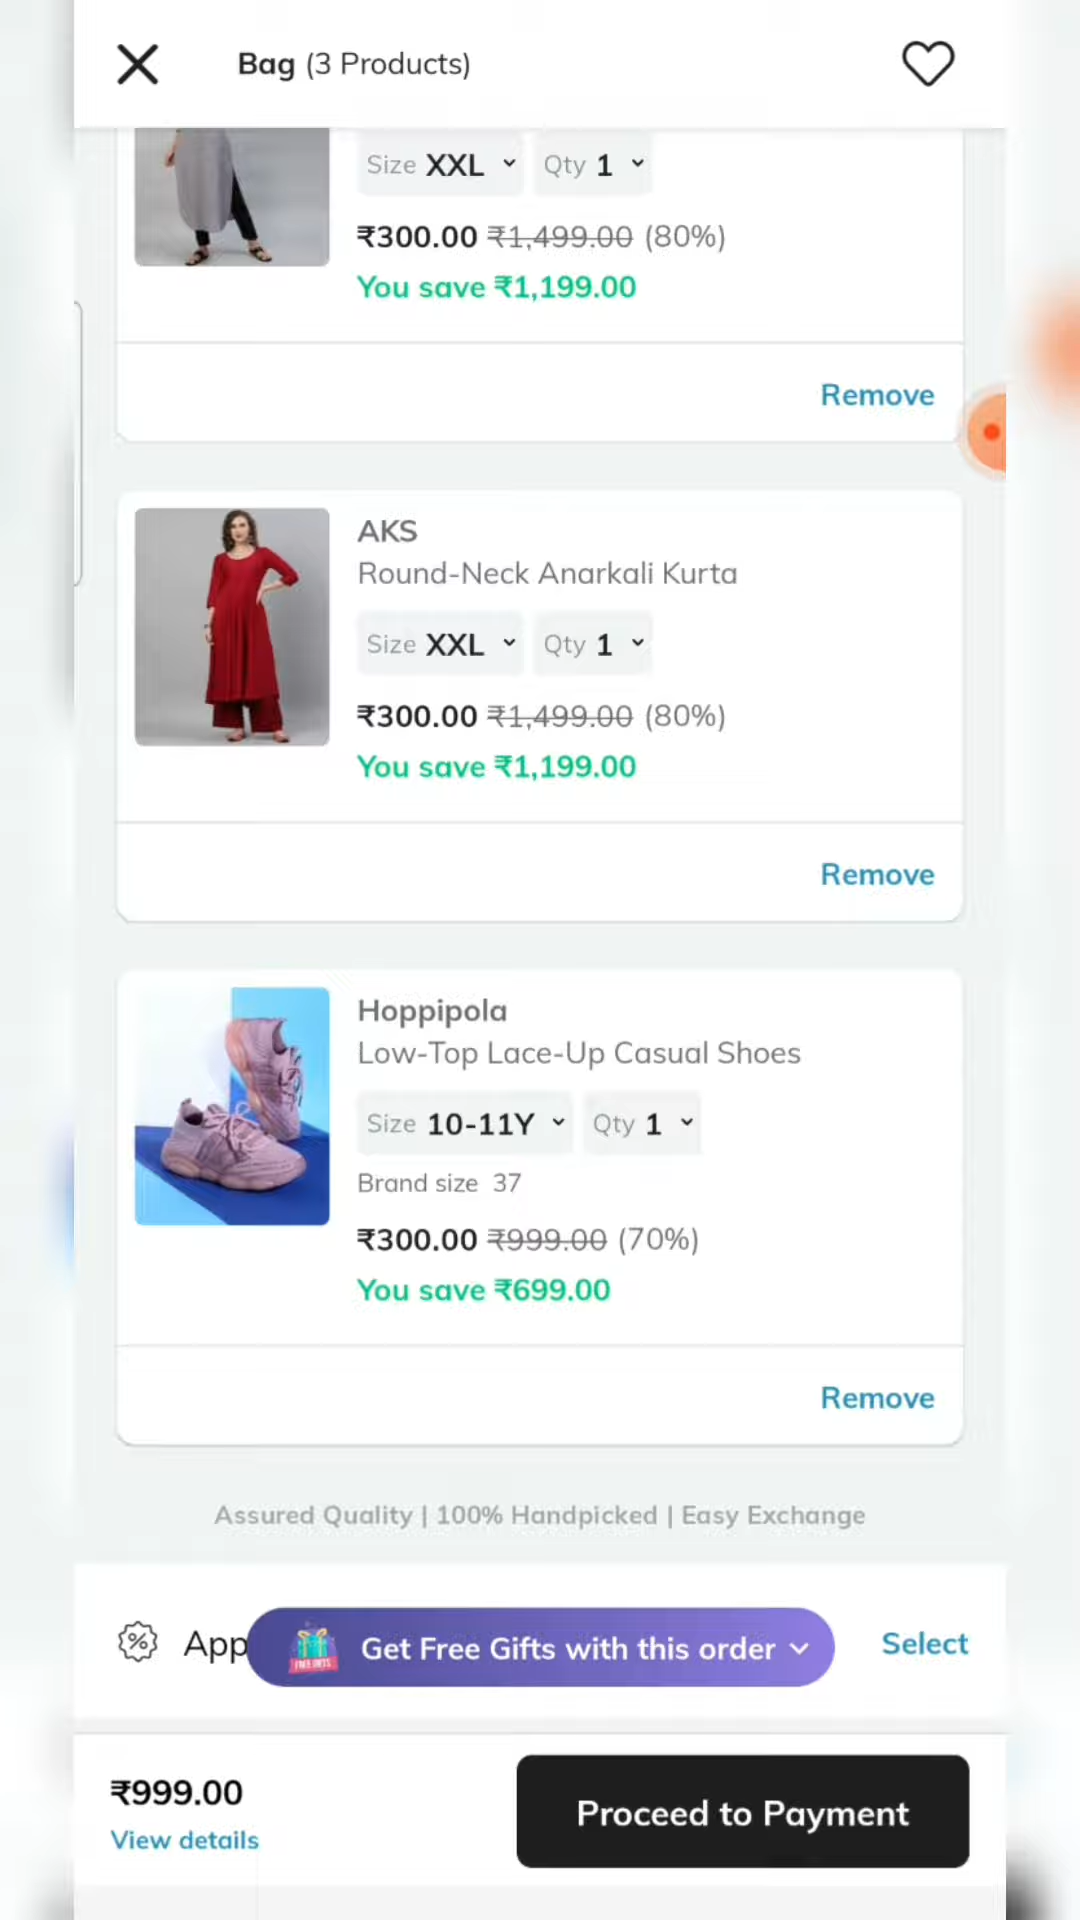 Bag (3 Products)
Size XXL Qty 1
₹300.00 ₹1,499.00 (80%)
You save ₹1,199.00
Remove
AKS
Round-Neck Anarkali Kurta
Size XXL Qty 1
₹300.00 ₹1,499.00 (80%)
You save ₹1,199.00
Remove
Hoppipola
Low-Top Lace-Up Casual Shoes
Size 10-11Y Qty 1
Brand size 37
₹300.00 ₹999.00 (70%)
You save ₹699.00
Remove
Assured Quality | 100% Handpicked | Easy Exchange
App FREE GIFTS Get Free Gifts with this order Select
₹999.00
View details
Proceed to Payment